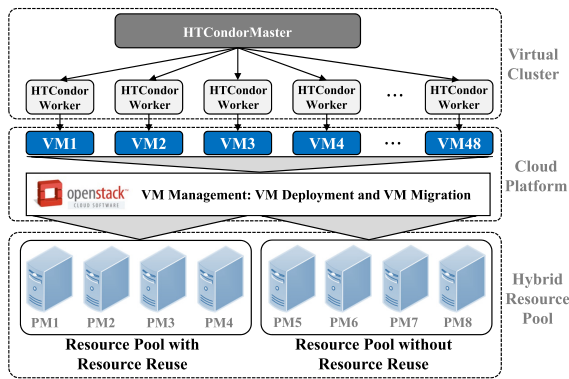 HTCondorMaster
Virtual
Cluster
HTCondor
Worker
HTCondor
Worker
HTCondor
Worker
HTCondor
Worker
...
HTCondor
Worker
VM1
VM2
VM3
VM4
...
VM48
Cloud
Platform
openstack™
CLOUD SOFTWARE
VM Management: VM Deployment and VM Migration
PM1
PM2
PM3
PM4
PM5
PM6
PM7
PM8
Hybrid
Resource
Pool
Resource Pool with
Resource Reuse
Resource Pool without
Resource Reuse